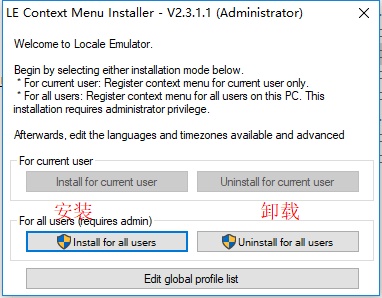 LE Context Menu Installer - V2.3.1.1 (Administrator)
Welcome to Locale Emulator.
Begin by selecting either installation mode below.
* For current user: Register context menu for current user only.
* For all users: Register context menu for all users on this PC. This
installation requires administrator privilege.
Afterwards, edit the languages and timezones available and advanced
For current user
Install for current user
Uninstall for current user
安装
卸载
For all users (requires admin)
Install for all users
Uninstall for all users
Edit global profile list